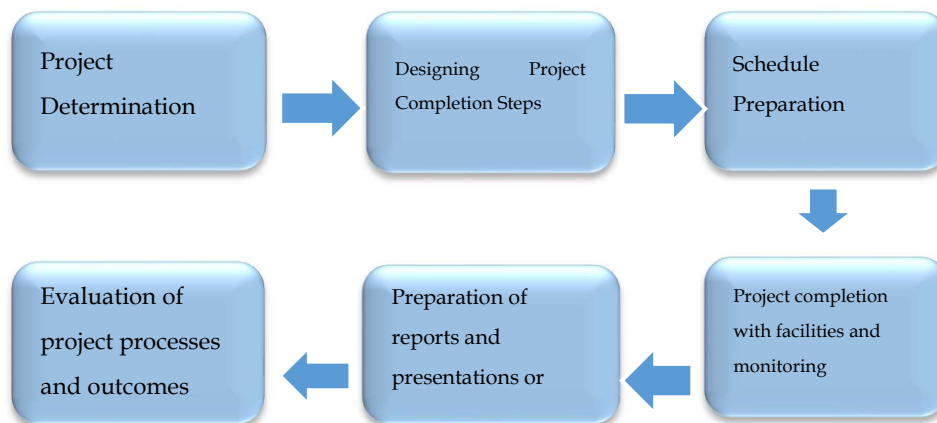 Project
Determination
Designing Project
Completion Steps
Schedule
Preparation
Project completion
with facilities and
monitoring
Preparation of
reports and
presentations or
Evaluation of
project processes
and outcomes